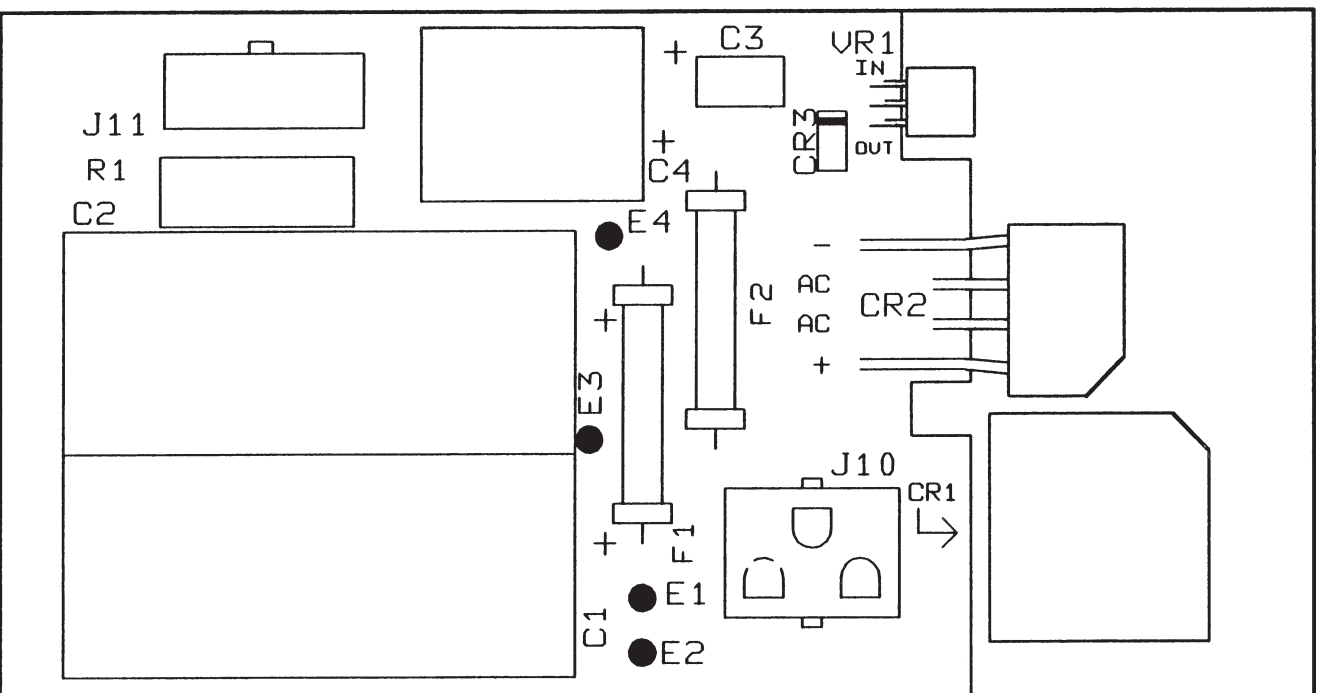 C3
VR1
+
IN
J11
CR3
+
OUT
R1
C4
C2
E4
-
AC
F2
CR2
+
AC
+
E3
J10
CR1
+
F1
E1
C1
E2